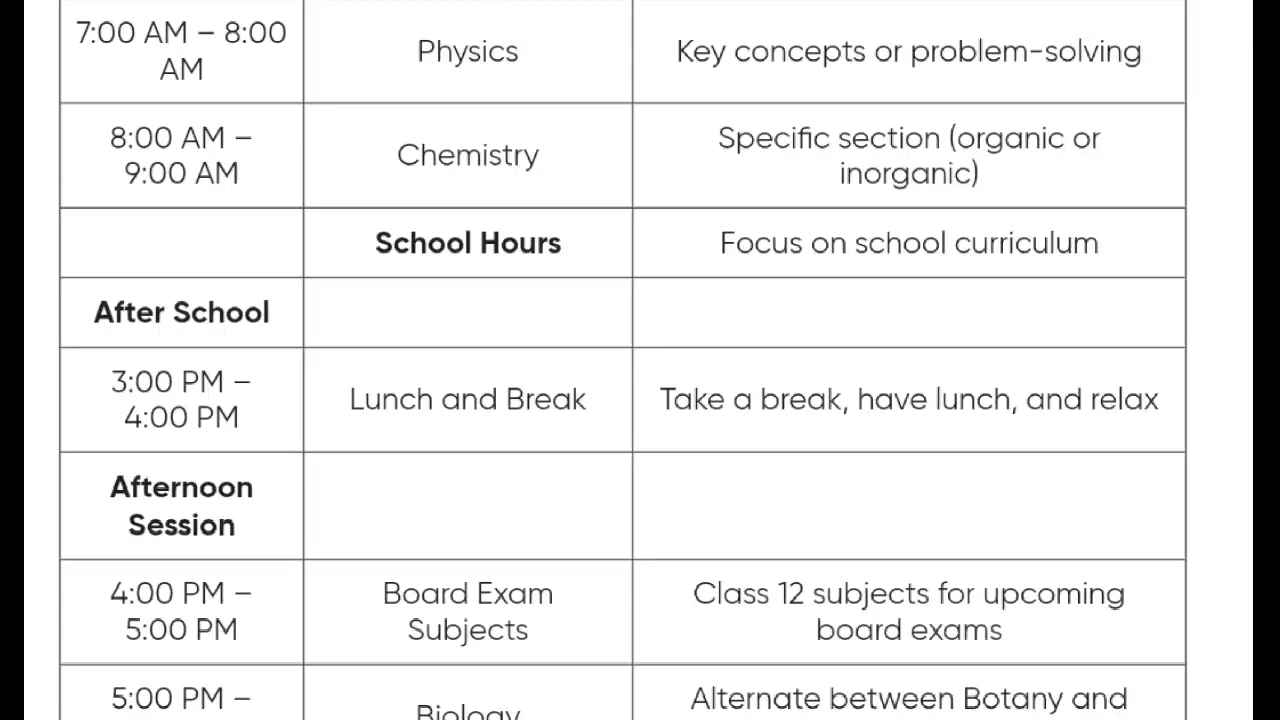 7:00 AM – 8:00
AM
Physics
Key concepts or problem-solving
8:00 AM –
9:00 AM
Chemistry
Specific section (organic or
inorganic)
School Hours
Focus on school curriculum
After School
3:00 PM –
4:00 PM
Lunch and Break
Take a break, have lunch, and relax
Afternoon
Session
4:00 PM –
5:00 PM
Board Exam
Subjects
Class 12 subjects for upcoming
board exams
5:00 PM –
Biology
Alternate between Botany and